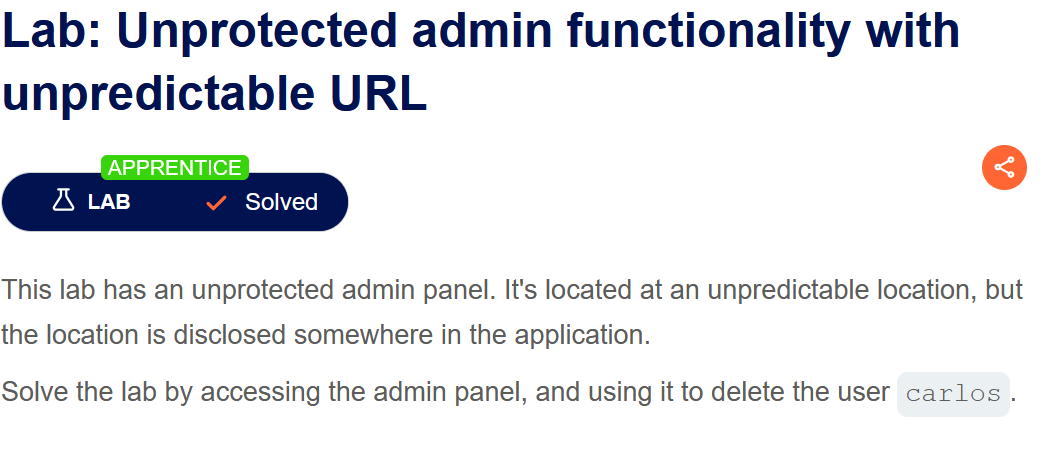 Lab: Unprotected admin functionality with
unpredictable URL
APPRENTICE
LAB
Solved
This lab has an unprotected admin panel. It's located at an unpredictable location, but
the location is disclosed somewhere in the application.
Solve the lab by accessing the admin panel, and using it to delete the user carlos.